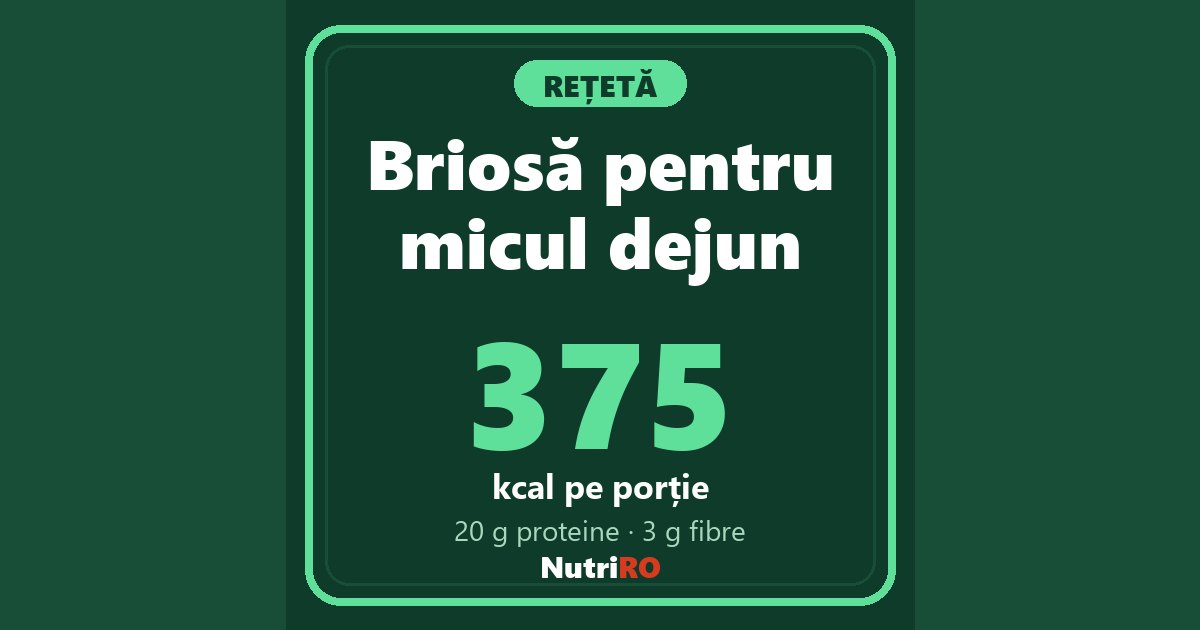 REȚETĂ
Briosă pentru
micul dejun
375
kcal pe porție
20 g proteine · 3 g fibre
NutriRO